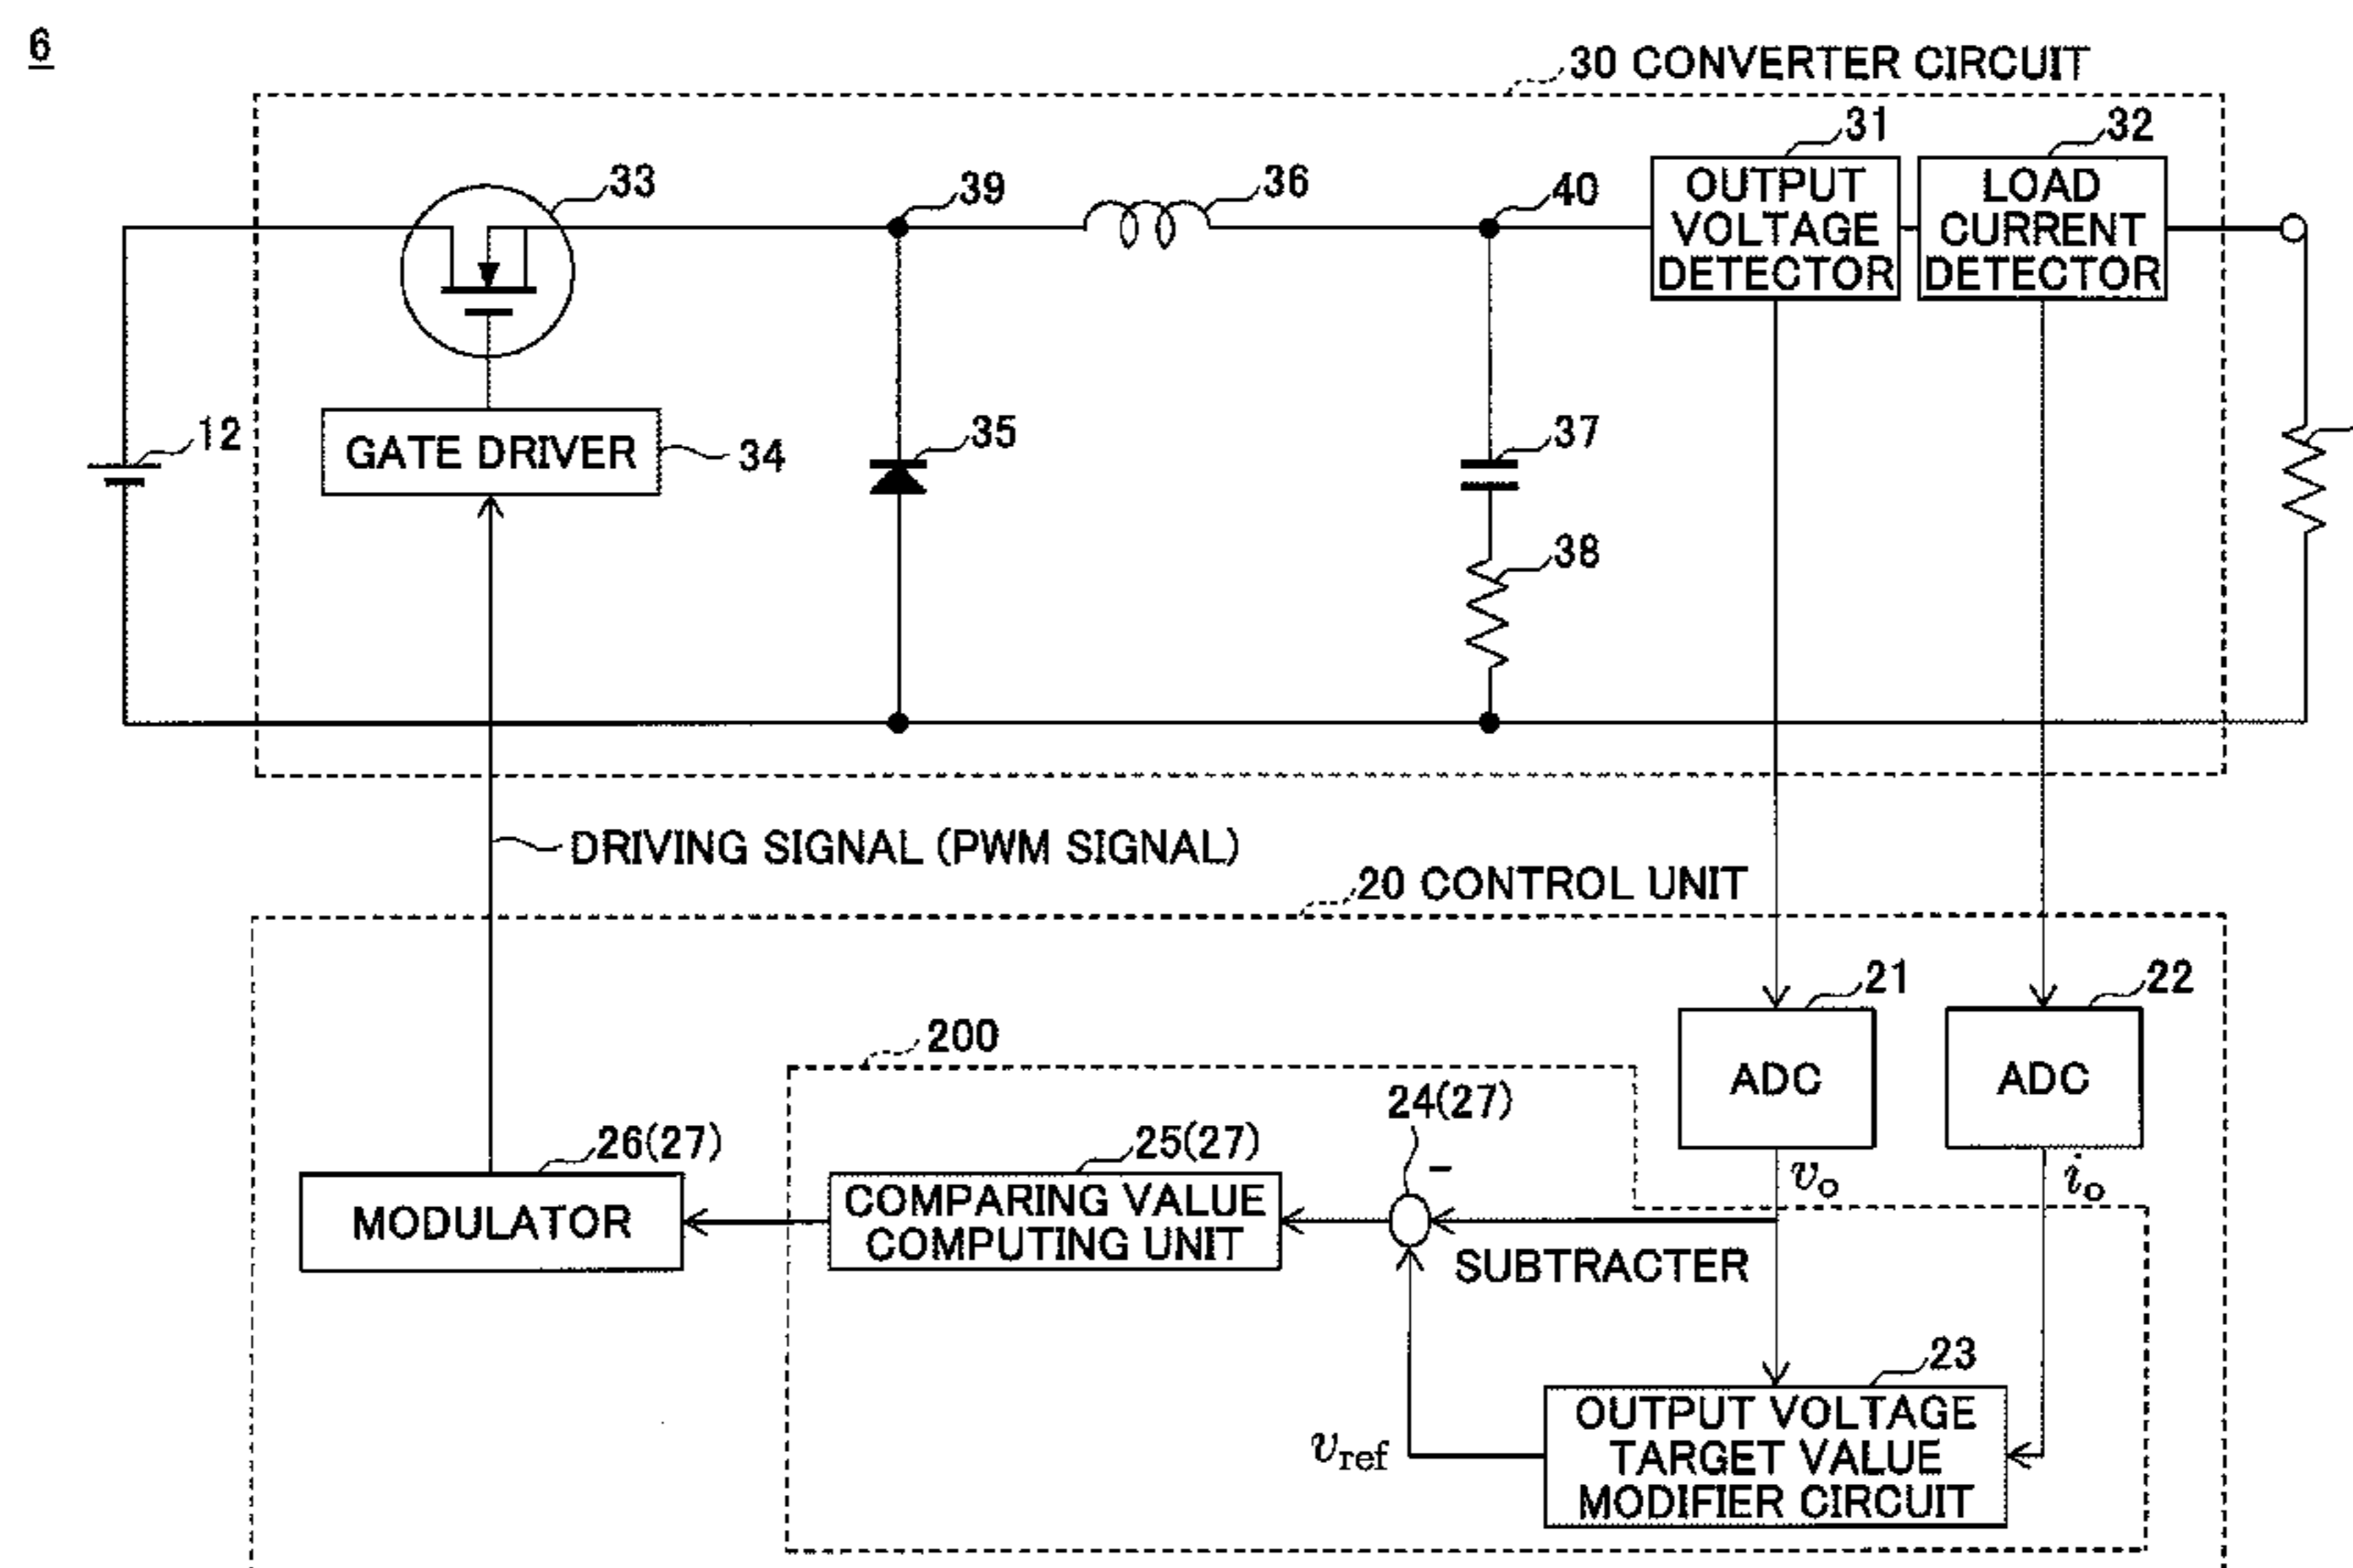 6
30 CONVERTER CIRCUIT
31
32
33
39
36
40
OUTPUT
VOLTAGE
DETECTOR
LOAD
CURRENT
DETECTOR
12
GATE DRIVER
34
35
37
38
DRIVING SIGNAL (PWM SIGNAL)
20 CONTROL UNIT
21
22
200
ADC
ADC
24(27)
26(27)
25(27)
−
vo
io
MODULATOR
COMPARING VALUE
COMPUTING UNIT
SUBTRACTER
23
vref
OUTPUT VOLTAGE
TARGET VALUE
MODIFIER CIRCUIT